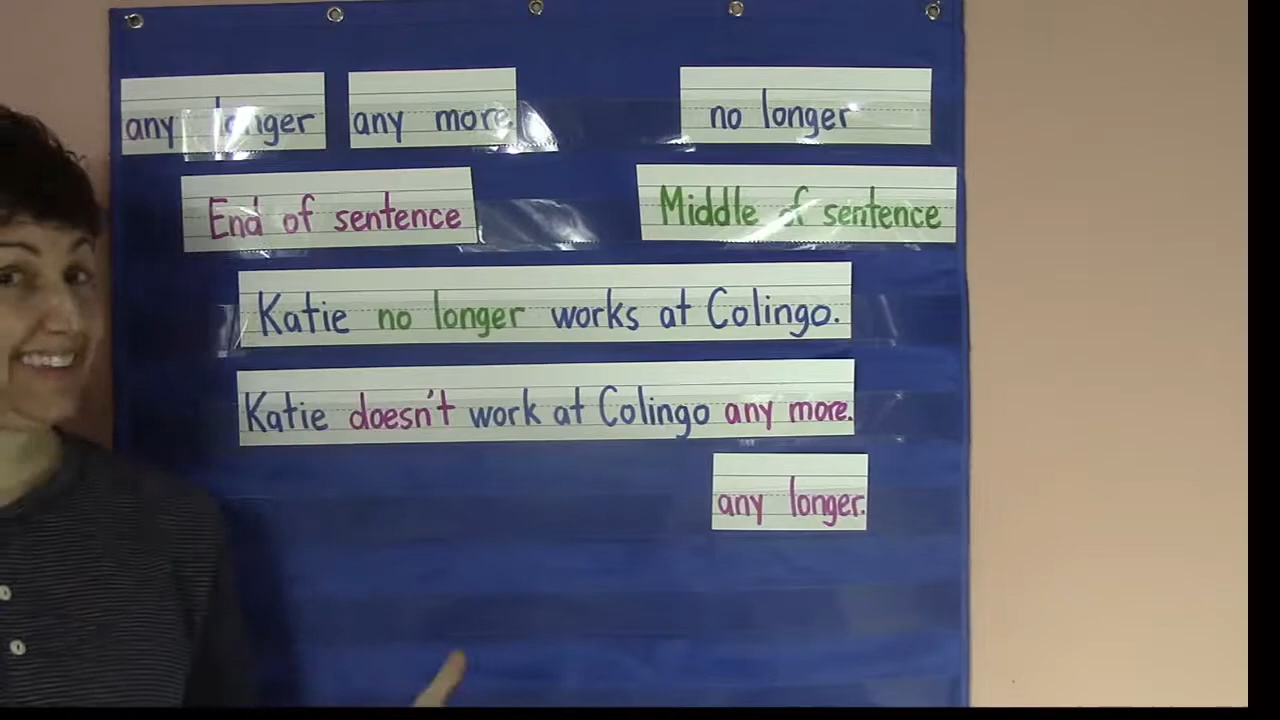 any longer any more no longer
End of sentence Middle of sentence
Katie no longer works at Colingo.
Katie doesn't work at Colingo any more.
any longer.